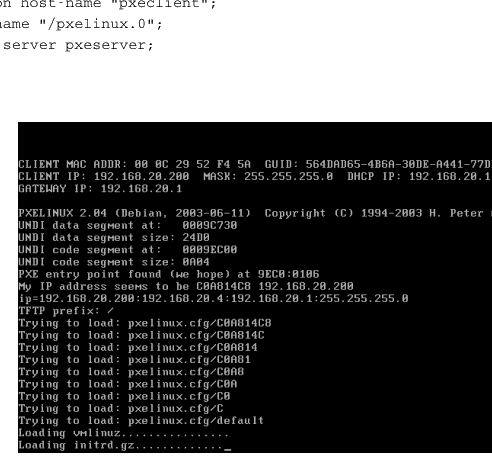 on host-name "pxeclient";
name "/pxelinux.0";
server pxeserver;
CLIENT MAC ADDR: 00 0C 29 52 F4 5A  GUID: 564DAD65-4B6A-30DE-A441-77D
CLIENT IP: 192.168.20.200  MASK: 255.255.255.0  DHCP IP: 192.168.20.1
GATEWAY IP: 192.168.20.1
PXELINUX 2.04 (Debian, 2003-06-11)  Copyright (C) 1994-2003 H. Peter
UNDI data segment at:   0009C730
UNDI data segment size: 24D0
UNDI code segment at:   0009EC00
UNDI code segment size: 0A04
PXE entry point found (we hope) at 9EC0:0106
My IP address seems to be C0A814C8 192.168.20.200
ip=192.168.20.200:192.168.20.4:192.168.20.1:255.255.255.0
TFTP prefix: /
Trying to load: pxelinux.cfg/C0A814C8
Trying to load: pxelinux.cfg/C0A814C
Trying to load: pxelinux.cfg/C0A814
Trying to load: pxelinux.cfg/C0A81
Trying to load: pxelinux.cfg/C0A8
Trying to load: pxelinux.cfg/C0A
Trying to load: pxelinux.cfg/C0
Trying to load: pxelinux.cfg/C
Trying to load: pxelinux.cfg/default
Loading vmlinuz...............
Loading initrd.gz............._